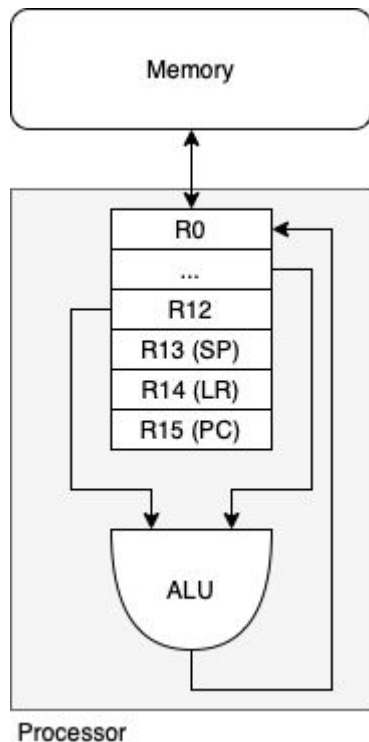 Memory
R0
...
R12
R13 (SP)
R14 (LR)
R15 (PC)
ALU
Processor